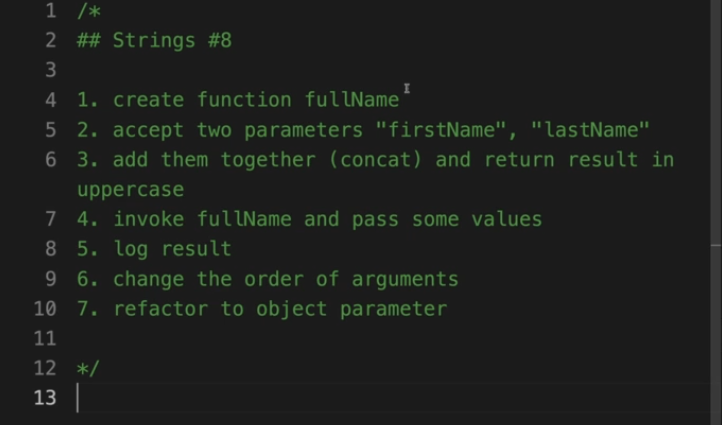 1 /*
2 ## Strings #8
3
4 1. create function fullName
5 2. accept two parameters "firstName", "lastName"
6 3. add them together (concat) and return result in
uppercase
7 4. invoke fullName and pass some values
8 5. log result
9 6. change the order of arguments
10 7. refactor to object parameter
11
12 */
13